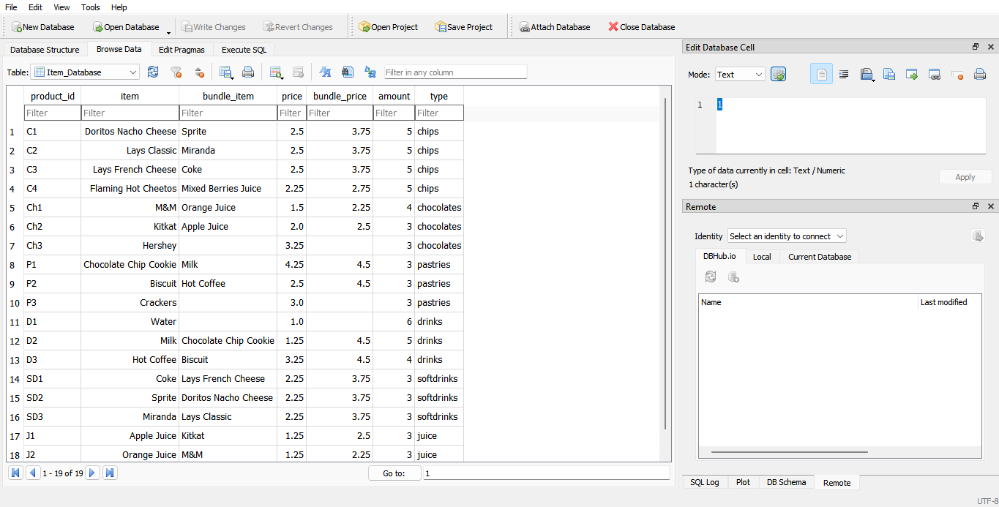 File Edit View Tools Help
New Database Open Database Write Changes Revert Changes Open Project Save Project Attach Database Close Database
Database Structure Browse Data Edit Pragmas Execute SQL
Table: Item_Database Filter in any column
product_id item bundle_item price bundle_price amount type
Filter Filter Filter Filter Filter Filter Filter
1 C1 Doritos Nacho Cheese Sprite 2.5 3.75 5 chips
2 C2 Lays Classic Miranda 2.5 3.75 5 chips
3 C3 Lays French Cheese Coke 2.5 3.75 5 chips
4 C4 Flaming Hot Cheetos Mixed Berries Juice 2.25 2.75 5 chips
5 Ch1 M&M Orange Juice 1.5 2.25 4 chocolates
6 Ch2 Kitkat Apple Juice 2.0 2.5 3 chocolates
7 Ch3 Hershey 3.25 3 chocolates
8 P1 Chocolate Chip Cookie Milk 4.25 4.5 3 pastries
9 P2 Biscuit Hot Coffee 2.5 4.5 3 pastries
10 P3 Crackers 3.0 3 pastries
11 D1 Water 1.0 6 drinks
12 D2 Milk Chocolate Chip Cookie 1.25 4.5 5 drinks
13 D3 Hot Coffee Biscuit 3.25 4.5 4 drinks
14 SD1 Coke Lays French Cheese 2.25 3.75 3 softdrinks
15 SD2 Sprite Doritos Nacho Cheese 2.25 3.75 3 softdrinks
16 SD3 Miranda Lays Classic 2.25 3.75 3 softdrinks
17 J1 Apple Juice Kitkat 1.25 2.5 3 juice
18 J2 Orange Juice M&M 1.25 2.25 3 juice
1 - 19 of 19 Go to: 1
Edit Database Cell
Mode: Text
1 1
Type of data currently in cell: Text / Numeric
1 character(s)
Apply
Remote
Identity Select an identity to connect
DBHub.io Local Current Database
Name Last modified
SQL Log Plot DB Schema Remote
UTF-8